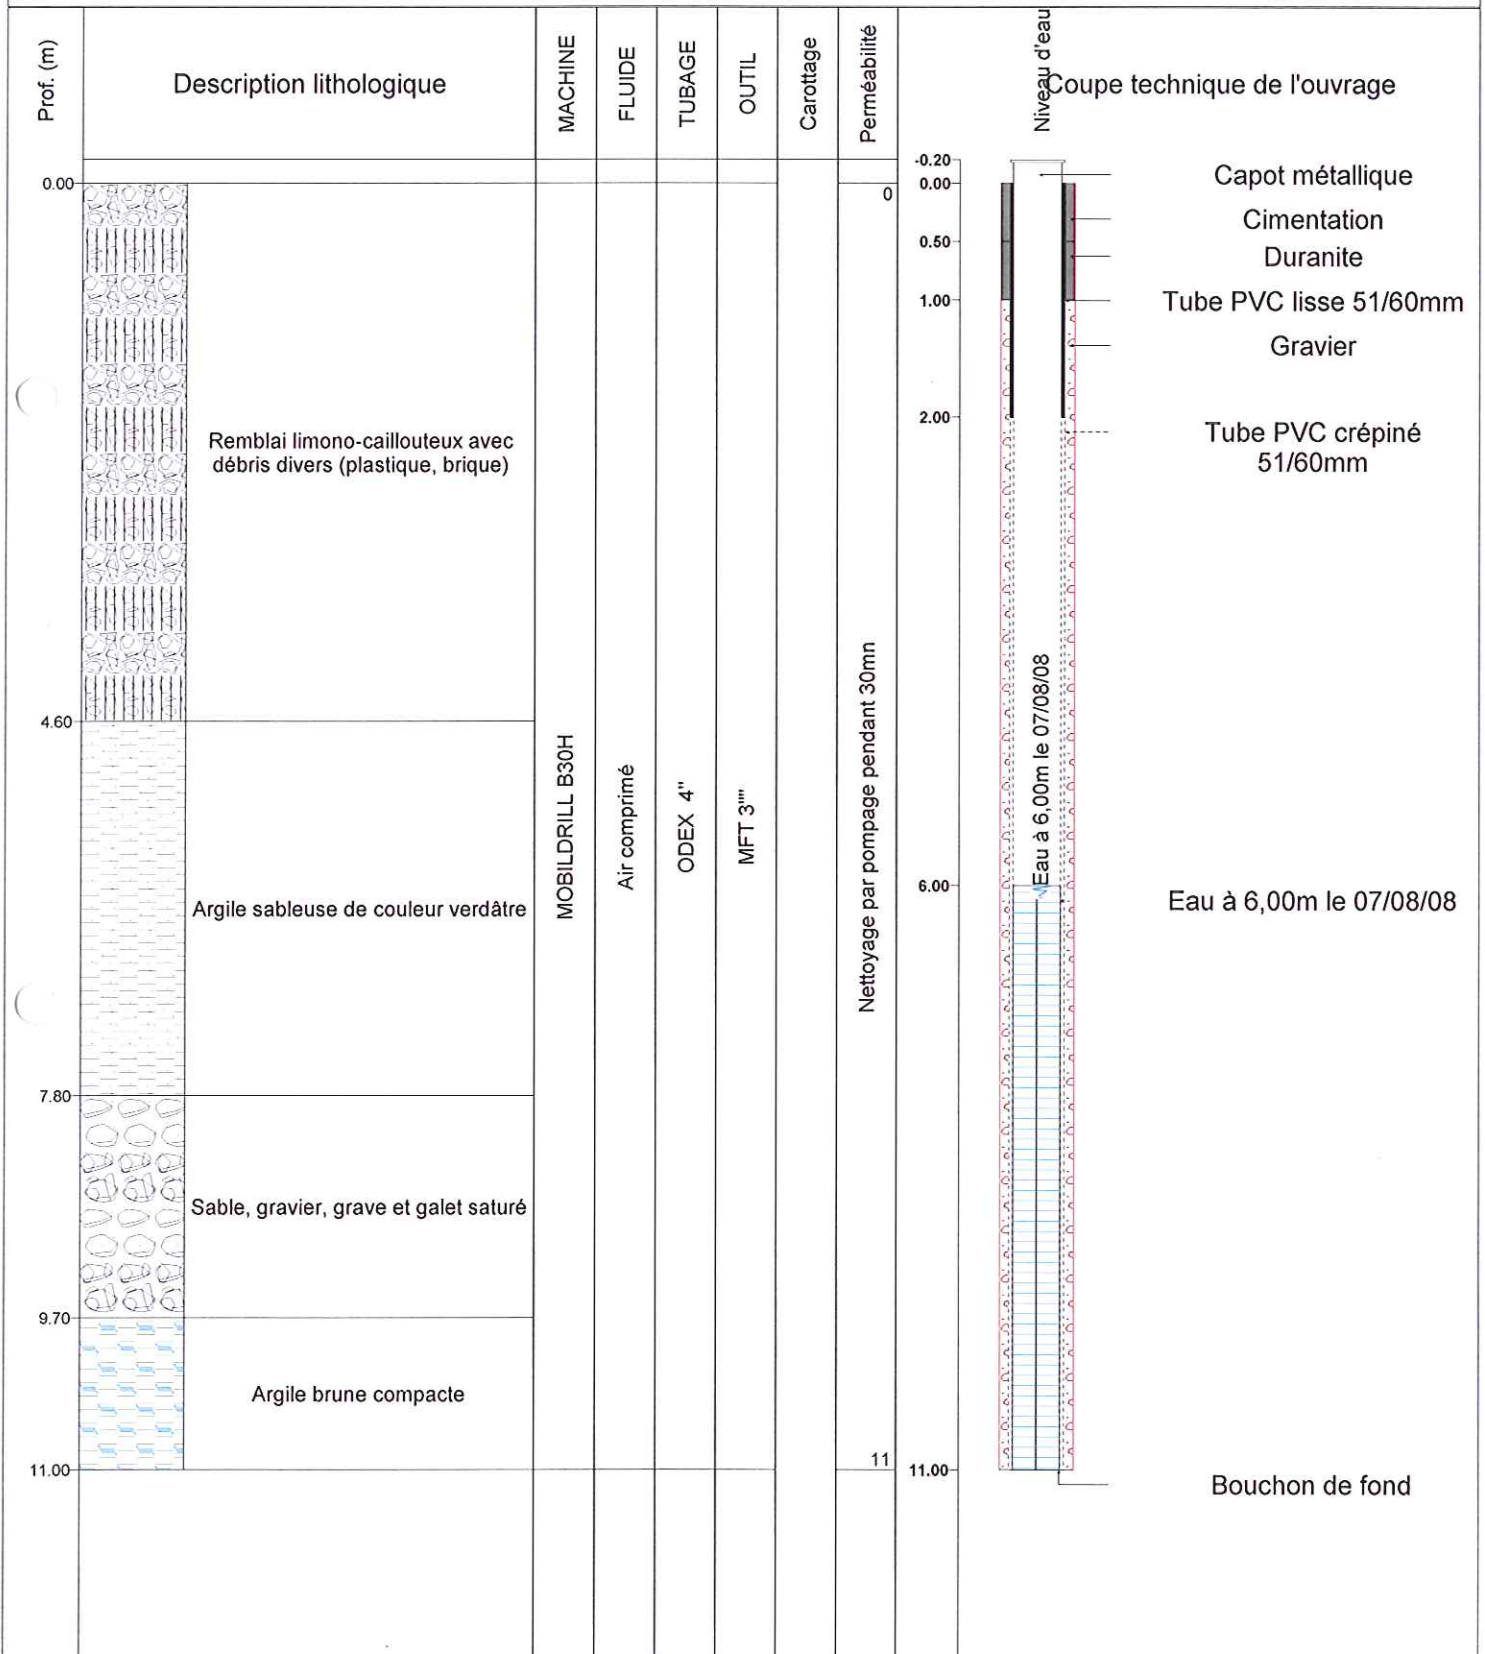 Prof. (m)
Description lithologique
MACHINE
FLUIDE
TUBAGE
OUTIL
Carottage
Perméabilité
Niveau d'eau
Coupe technique de l'ouvrage
0.00
4.60
7.80
9.70
11.00
Remblai limono-caillouteux avec
débris divers (plastique, brique)
Argile sableuse de couleur verdâtre
Sable, gravier, grave et galet saturé
Argile brune compacte
MOBILDRILL B30H
Air comprimé
ODEX 4"
MFT 3""
0
Nettoyage par pompage pendant 30mn
11
-0.20
0.00
0.50
1.00
2.00
6.00
11.00
Eau à 6,00m le 07/08/08
Capot métallique
Cimentation
Duranite
Tube PVC lisse 51/60mm
Gravier
Tube PVC crépiné
51/60mm
Eau à 6,00m le 07/08/08
Bouchon de fond